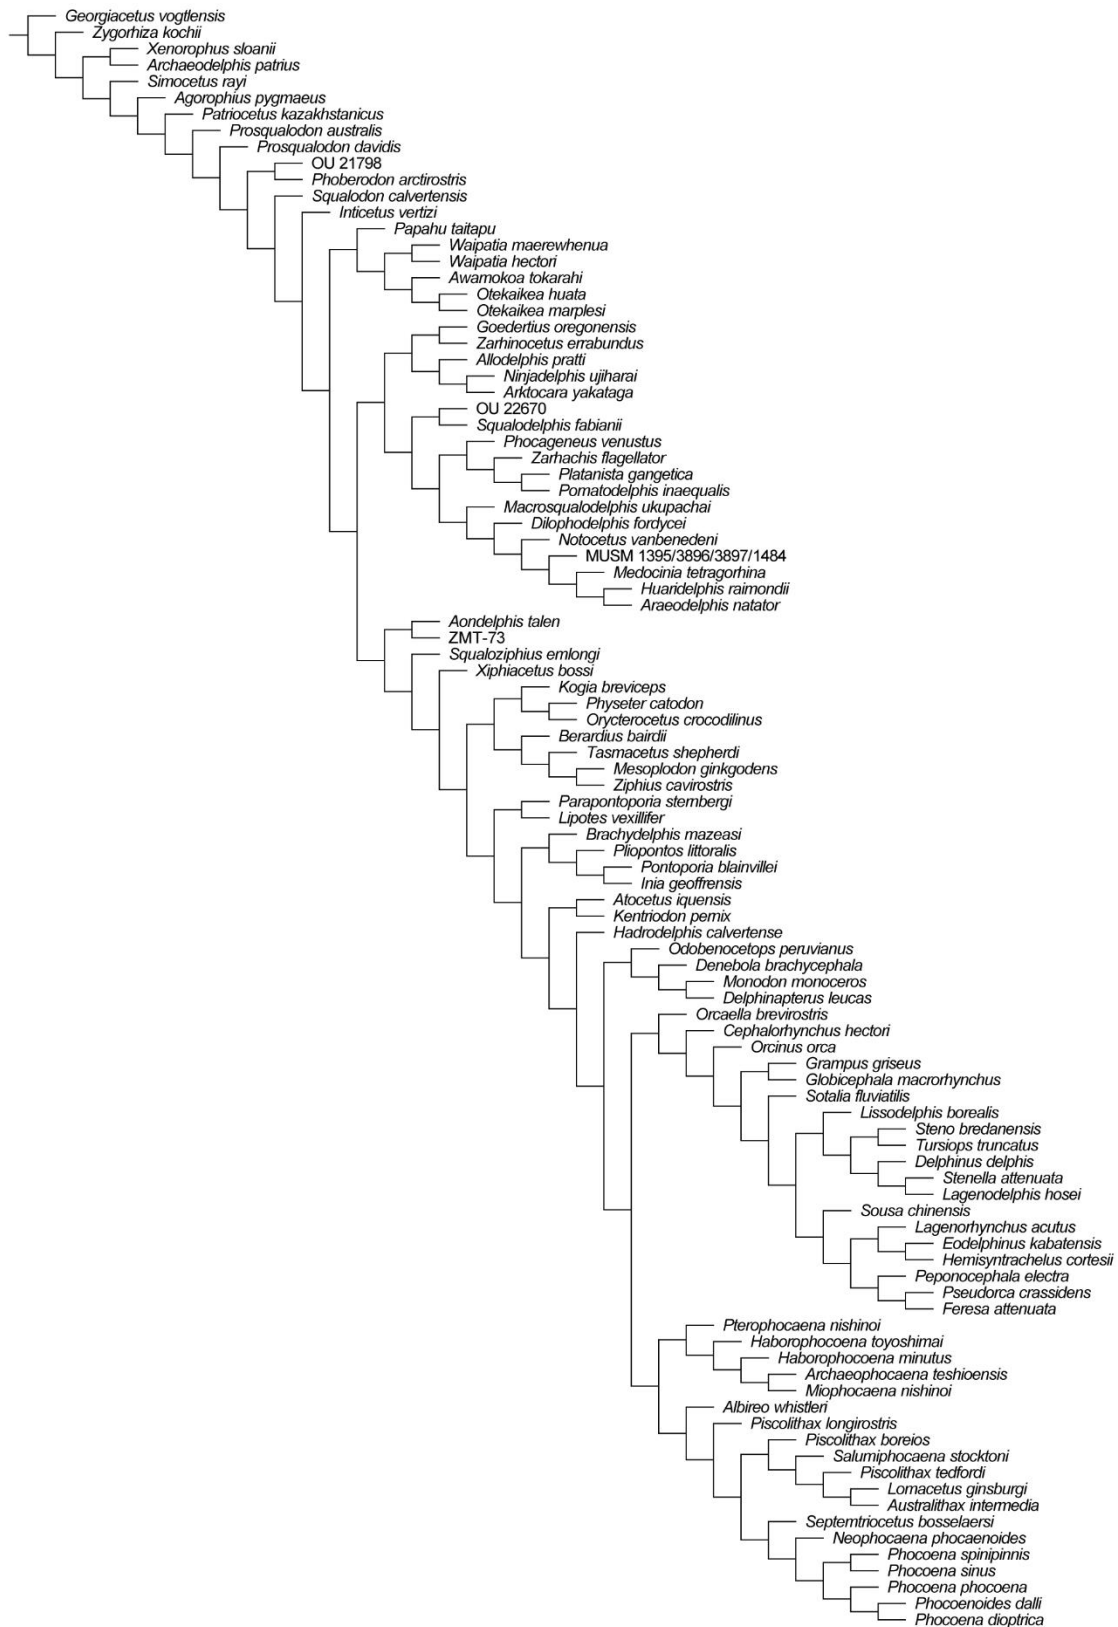 Georgiacetus vogtlensis
Zygorhiza kochii
Xenorophus sloanii
Archaeodelphis patrius
Simocetus rayi
Agorophius pygmaeus
Patriocetus kazakhstanicus
Prosqualodon australis
Prosqualodon davidis
OU 21798
Phoberodon arctirostris
Squalodon calvertensis
Inticetus vertizi
Papahu taitapu
Waipatia maerewhenua
Waipatia hectori
Awamokoa tokarahi
Otekaikea huata
Otekaikea marplesi
Goedertius oregonensis
Zarhinocetus errabundus
Allodelphis pratti
Ninjadelphis ujiharai
Arktocara yakataga
OU 22670
Squalodelphis fabianii
Phocageneus venustus
Zarhachis flagellator
Platanista gangetica
Pomatodelphis inaequalis
Macrosqualodelphis ukupachai
Dilophodelphis fordycei
Notocetus vanbenedeni
MUSM 1395/3896/3897/1484
Medocinia tetragorhina
Huaridelphis raimondii
Araeodelphis natator
Aondelphis talen
ZMT-73
Squaloziphius emlongi
Xiphiacetus bossi
Kogia breviceps
Physeter catodon
Orycterocetus crocodilinus
Berardius bairdii
Tasmacetus shepherdi
Mesoplodon ginkgodens
Ziphius cavirostris
Parapontoporia sternbergi
Lipotes vexillifer
Brachydelphis mazeasi
Pliopontos littoralis
Pontoporia blainvillei
Inia geoffrensis
Atocetus iquensis
Kentriodon pernix
Hadrodelphis calvertense
Odobenocetops peruvianus
Denebola brachycephala
Monodon monoceros
Delphinapterus leucas
Orcaella brevirostris
Cephalorhynchus hectori
Orcinus orca
Grampus griseus
Globicephala macrorhynchus
Sotalia fluviatilis
Lissodelphis borealis
Steno bredanensis
Tursiops truncatus
Delphinus delphis
Stenella attenuata
Lagenodelphis hosei
Sousa chinensis
Lagenorhynchus acutus
Eodelphinus kabatensis
Hemisyntrachelus cortesii
Peponocephala electra
Pseudorca crassidens
Feresa attenuata
Pterophocaena nishinoi
Haborophocoena toyoshimai
Haborophocoena minutus
Archaeophocaena teshioensis
Miophocaena nishinoi
Albireo whistleri
Piscolithax longirostris
Piscolithax boreios
Salumiphocaena stocktoni
Piscolithax tedfordi
Lomacetus ginsburgi
Australithax intermedia
Septemtriocetus bosselaersi
Neophocaena phocaenoides
Phocoena spinipinnis
Phocoena sinus
Phocoena phocoena
Phocoenoides dalli
Phocoena dioptrica